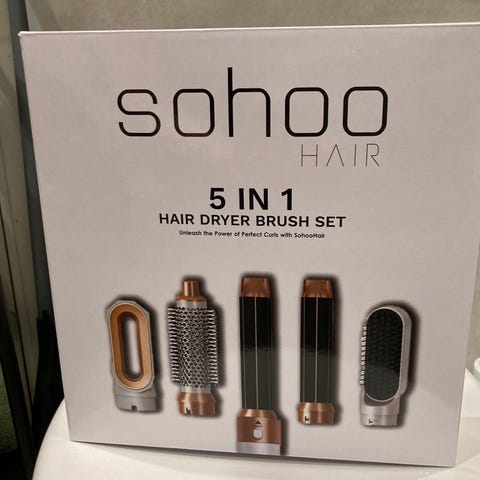 sohoo
HAIR
5 IN 1
HAIR DRYER BRUSH SET
Unleash the Power of Perfect Curls with SohooHair